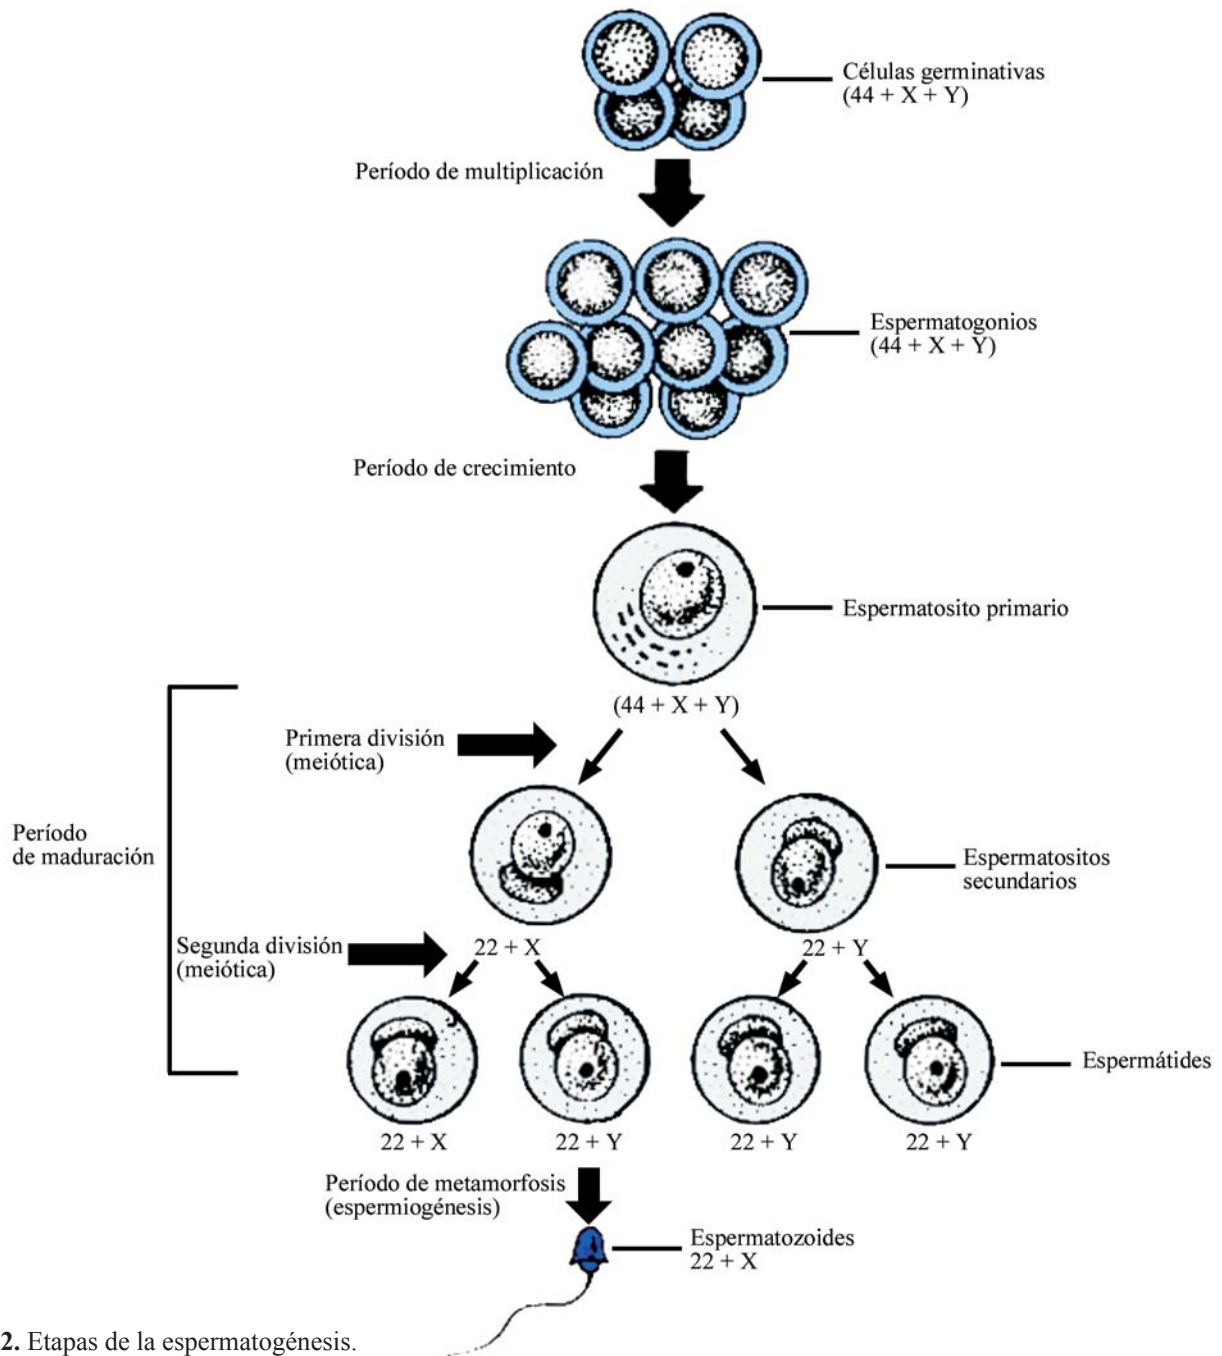 Células germinativas
(44 + X + Y)
Período de multiplicación
Espermatogonios
(44 + X + Y)
Período de crecimiento
Espermatosito primario
(44 + X + Y)
Primera división
(meiótica)
Período
de maduración
Espermatositos
secundarios
Segunda división
(meiótica)
22 + X
22 + Y
Espermátides
22 + X
22 + Y
22 + Y
22 + Y
Período de metamorfosis
(espermiogénesis)
Espermatozoides
22 + X
2. Etapas de la espermatogénesis.